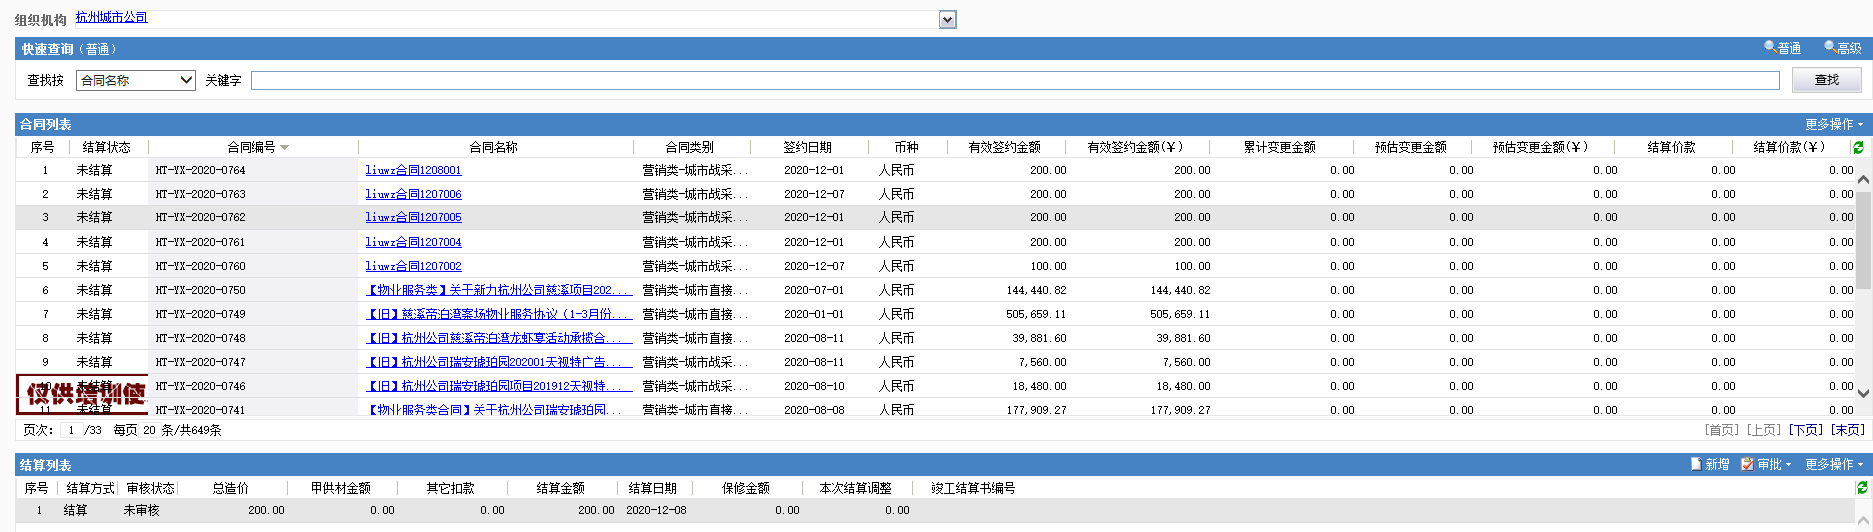 组织机构 杭州城市公司
快速查询（普通） 普通 高级
查找按 合同名称 关键字 查找
合同列表 更多操作
序号 结算状态 合同编号 合同名称 合同类别 签约日期 币种 有效签约金额 有效签约金额(￥) 累计变更金额 预估变更金额 预估变更金额(￥) 结算价款 结算价款(￥)
1 未结算 HT-YX-2020-0764 liuwz合同1208001 营销类-城市战采... 2020-12-01 人民币 200.00 200.00 0.00 0.00 0.00 0.00 0.00
2 未结算 HT-YX-2020-0763 liuwz合同1207006 营销类-城市战采... 2020-12-07 人民币 200.00 200.00 0.00 0.00 0.00 0.00 0.00
3 未结算 HT-YX-2020-0762 liuwz合同1207005 营销类-城市战采... 2020-12-01 人民币 200.00 200.00 0.00 0.00 0.00 0.00 0.00
4 未结算 HT-YX-2020-0761 liuwz合同1207004 营销类-城市战采... 2020-12-01 人民币 200.00 200.00 0.00 0.00 0.00 0.00 0.00
5 未结算 HT-YX-2020-0760 liuwz合同1207002 营销类-城市战采... 2020-12-07 人民币 100.00 100.00 0.00 0.00 0.00 0.00 0.00
6 未结算 HT-YX-2020-0750 【物业服务类】关于新力杭州公司慈溪项目202... 营销类-城市直接... 2020-07-01 人民币 144,440.82 144,440.82 0.00 0.00 0.00 0.00 0.00
7 未结算 HT-YX-2020-0749 【旧】慈溪帝泊湾案场物业服务协议（1-3月份... 营销类-城市直接... 2020-01-01 人民币 505,659.11 505,659.11 0.00 0.00 0.00 0.00 0.00
8 未结算 HT-YX-2020-0748 【旧】杭州公司慈溪帝泊湾龙虾宴活动承揽合... 营销类-城市直接... 2020-08-11 人民币 39,881.60 39,881.60 0.00 0.00 0.00 0.00 0.00
9 未结算 HT-YX-2020-0747 【旧】杭州公司瑞安琥珀园202001天视特广告... 营销类-城市战采... 2020-08-11 人民币 7,560.00 7,560.00 0.00 0.00 0.00 0.00 0.00
10 未结算 HT-YX-2020-0746 【旧】杭州公司瑞安琥珀园项目201912天视特... 营销类-城市战采... 2020-08-10 人民币 18,480.00 18,480.00 0.00 0.00 0.00 0.00 0.00
仅供培训使
11 未结算 HT-YX-2020-0741 【物业服务类合同】关于杭州公司瑞安琥珀园... 营销类-城市直接... 2020-08-08 人民币 177,909.27 177,909.27 0.00 0.00 0.00 0.00 0.00
页次： 1 /33 每页 20 条/共649条 [首页] [上页] [下页] [末页]
结算列表 新增 审批 更多操作
序号 结算方式 审核状态 总造价 甲供材金额 其它扣款 结算金额 结算日期 保修金额 本次结算调整 竣工结算书编号
1 结算 未审核 200.00 0.00 0.00 200.00 2020-12-08 0.00 0.00